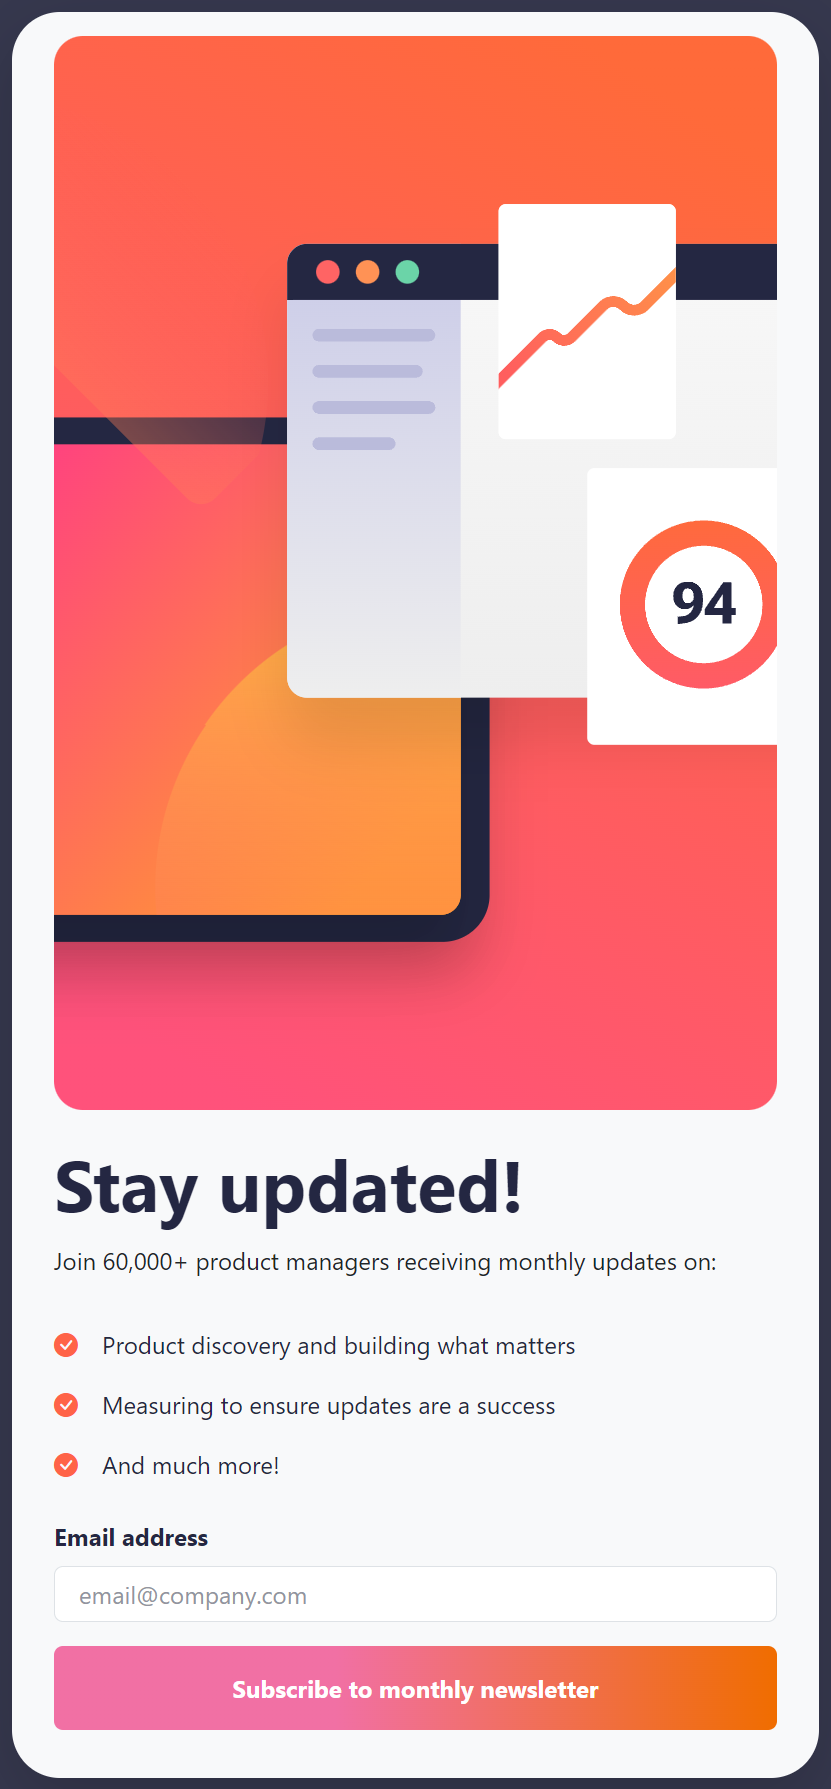 94
Stay updated!
Join 60,000+ product managers receiving monthly updates on:
Product discovery and building what matters
Measuring to ensure updates are a success
And much more!
Email address
email@company.com
Subscribe to monthly newsletter